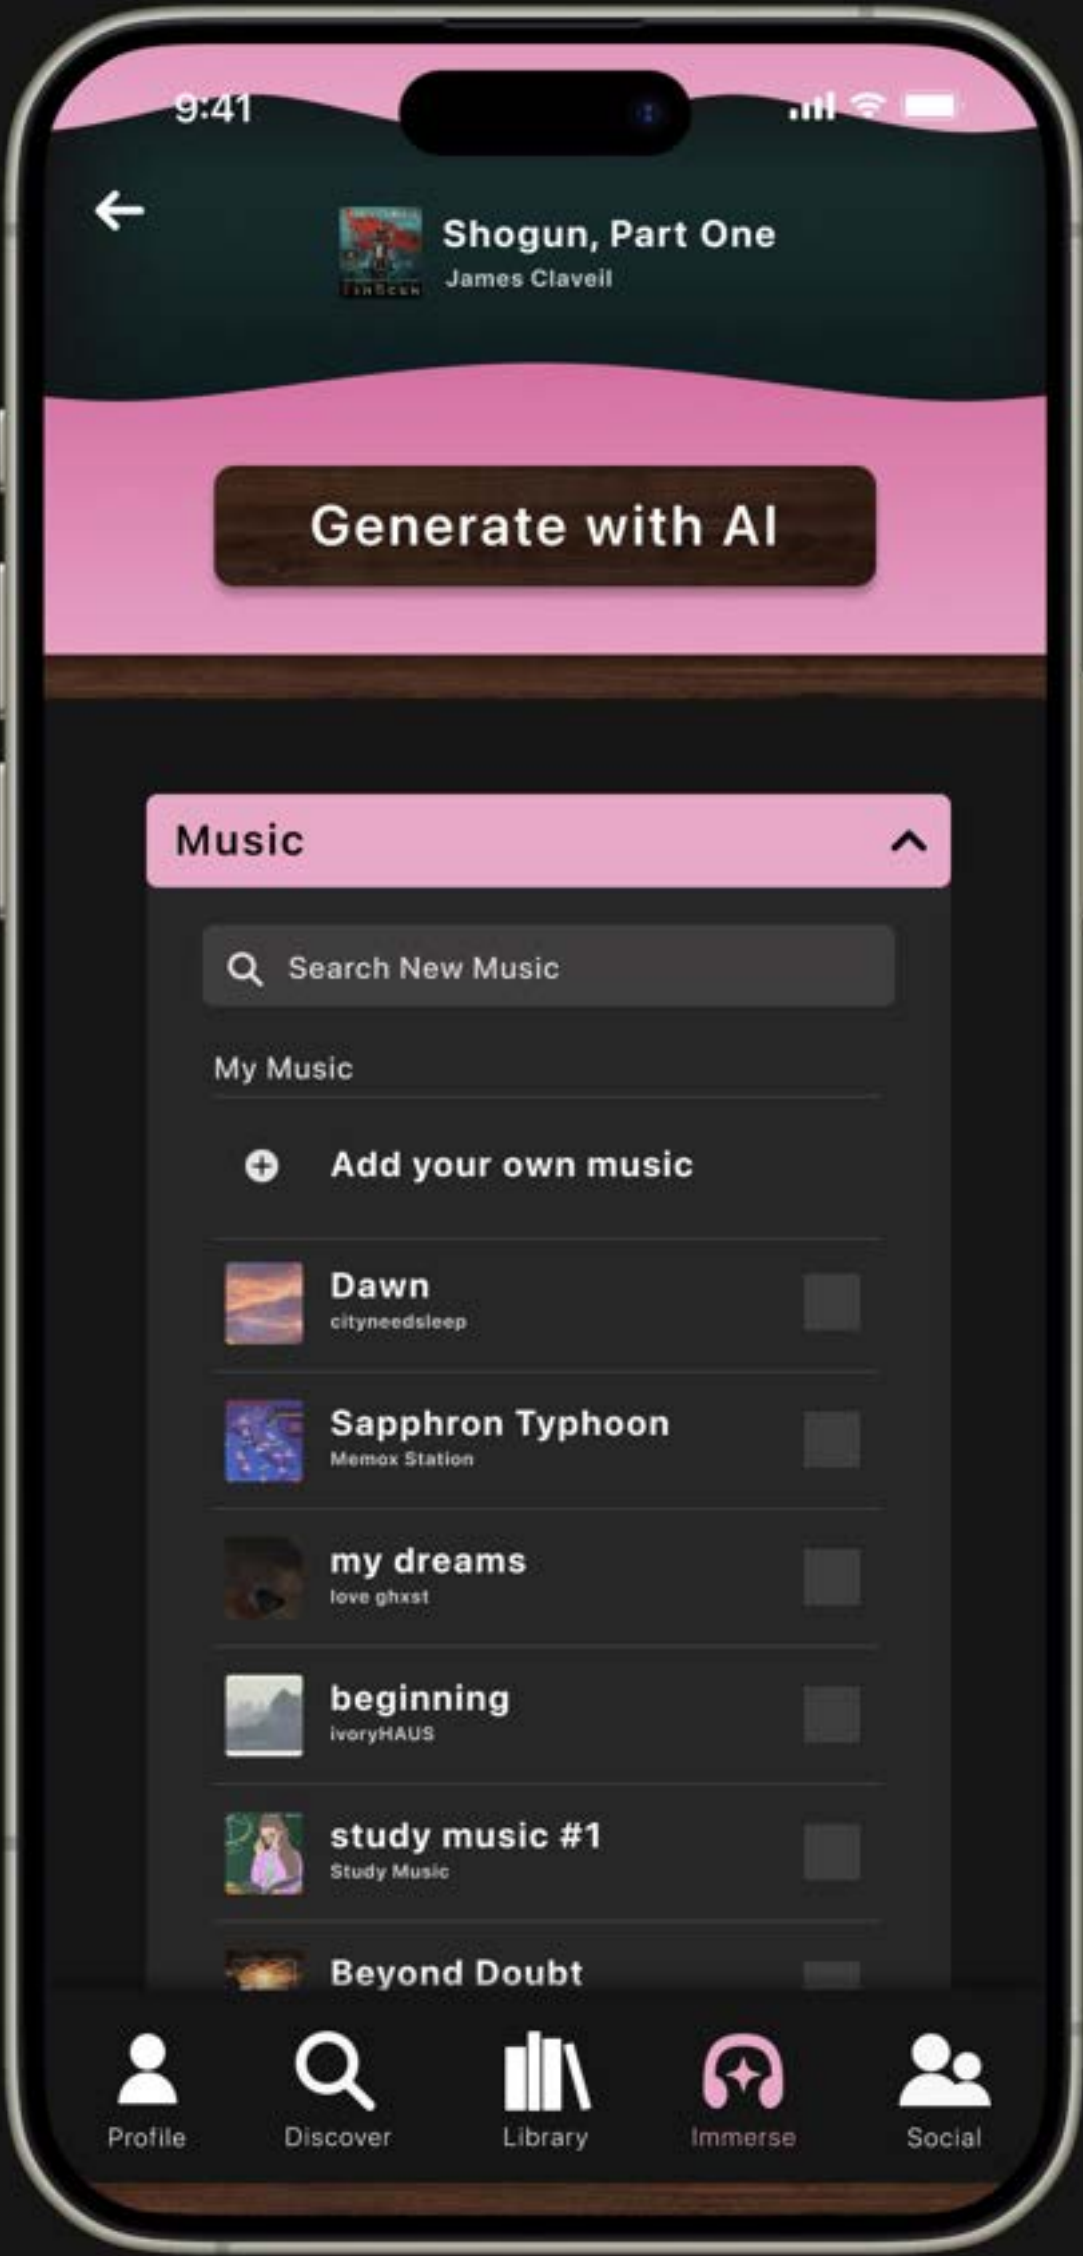 9:41
Shogun, Part One
James Claveil
Generate with AI
Music
Search New Music
My Music
Add your own music
Dawn
cityneedsleep
Sapphron Typhoon
Memox Station
my dreams
love ghxst
beginning
ivoryHAUS
study music #1
Study Music
Beyond Doubt
Profile
Discover
Library
Immerse
Social